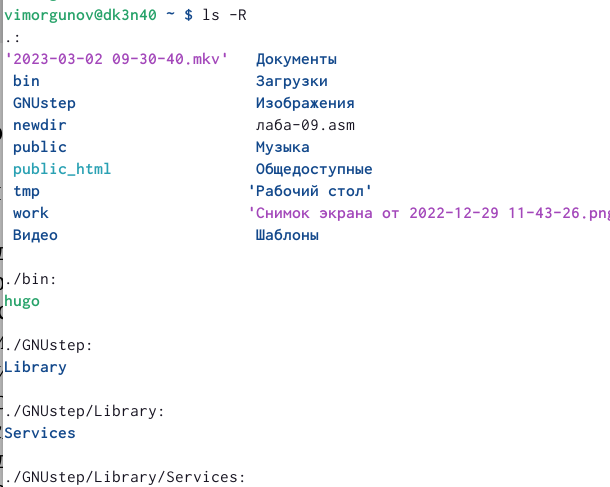 vimorgunov@dk3n40 ~ $ ls -R
.:
'2023-03-02 09-30-40.mkv' Документы
bin Загрузки
GNUstep Изображения
newdir лаба-09.asm
public Музыка
public_html Общедоступные
tmp 'Рабочий стол'
work 'Снимок экрана от 2022-12-29 11-43-26.png
Видео Шаблоны
./bin:
hugo
./GNUstep:
Library
./GNUstep/Library:
Services
./GNUstep/Library/Services: